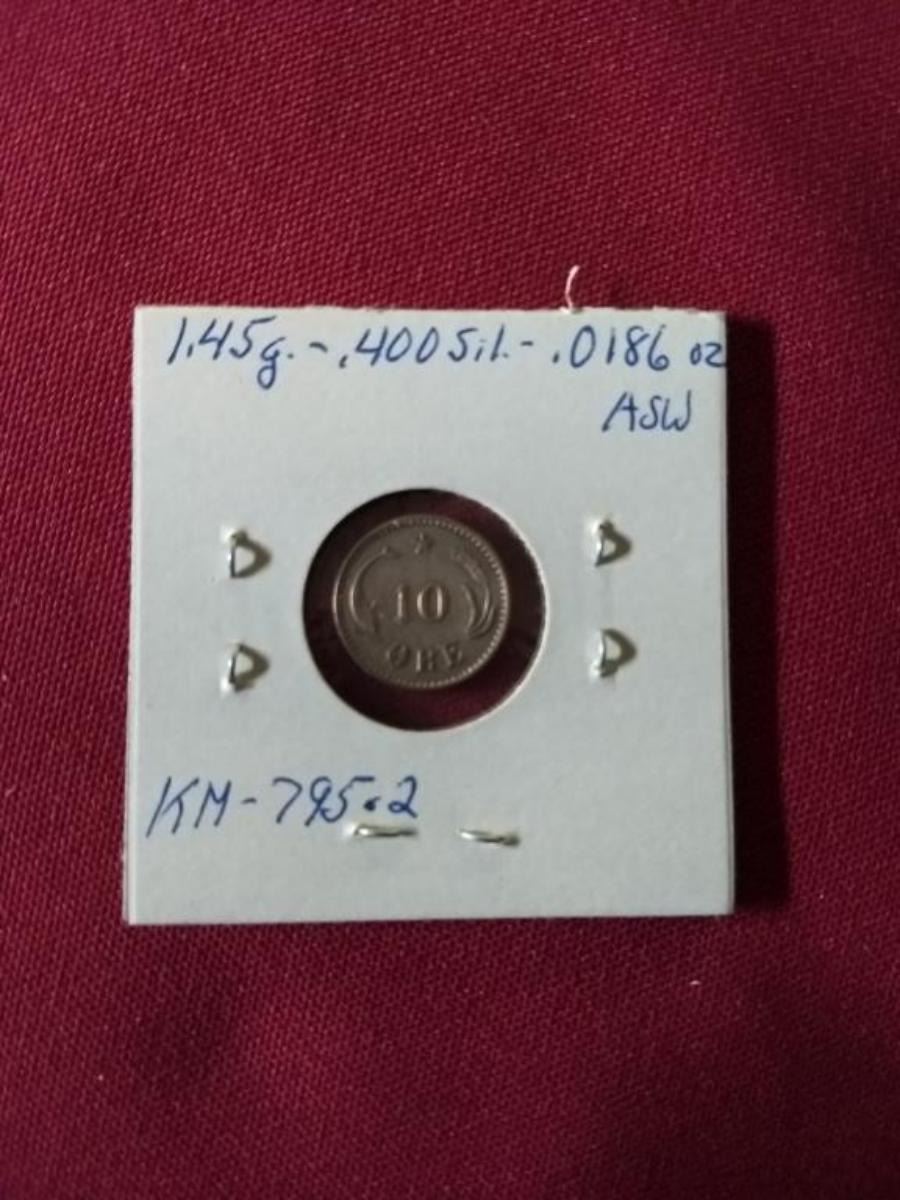 1.45g. - .400 Sil. - .0186 oz
ASW
10
ØRE
KM - 795.2